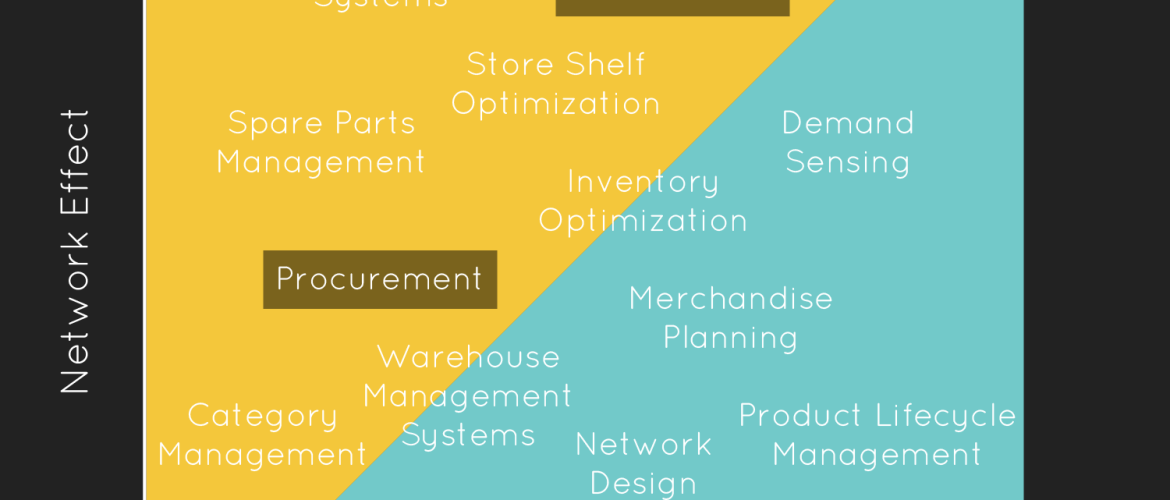 Systems
Store Shelf
Optimization
Spare Parts
Management
Demand
Sensing
Inventory
Optimization
Procurement
Merchandise
Planning
Warehouse
Management
Systems
Category
Management
Product Lifecycle
Management
Network
Design
Network Effect